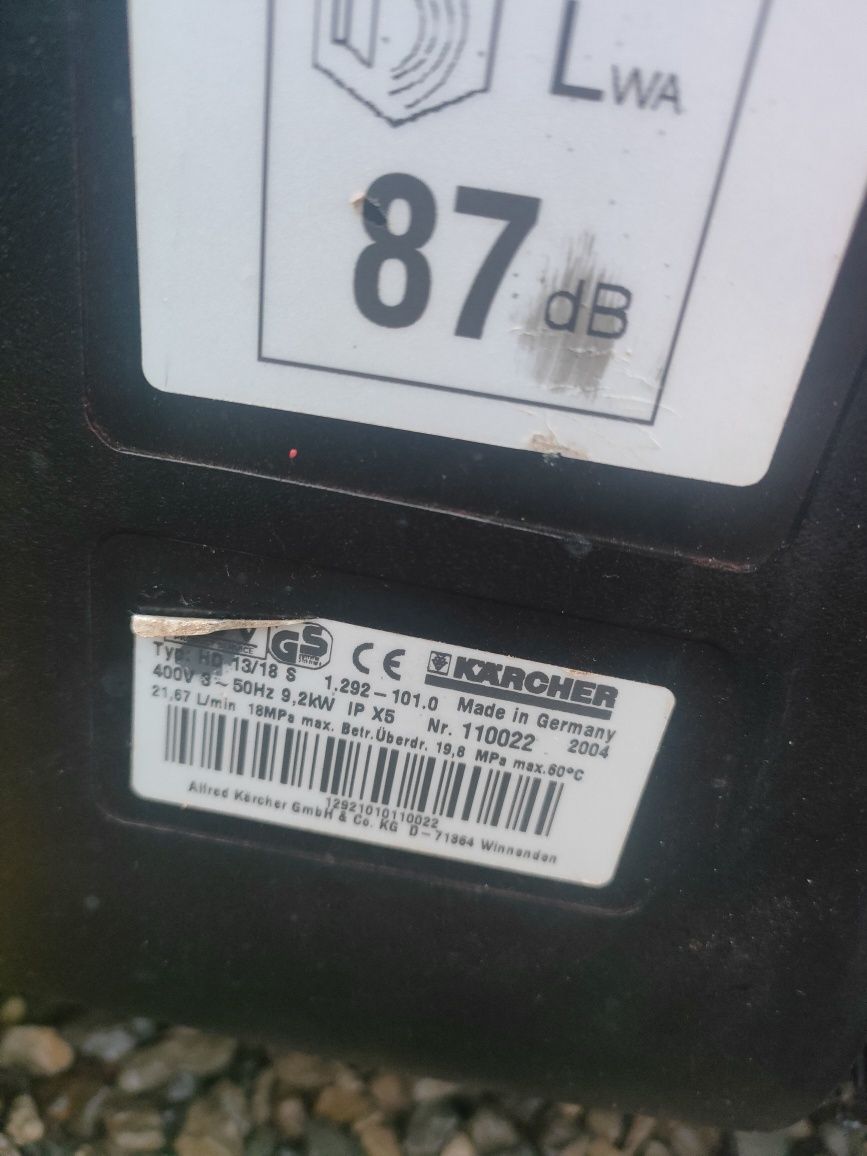 LWA
87 dB
GS CE KÄRCHER
Typ: HD 13/18 S 1.292-101.0 Made in Germany
400V 3~ 50Hz 9,2kW IP X5 Nr. 110022 2004
21,67 L/min 18MPa max. Betr.Überdr. 19,8 MPa max.60°C
12921010110022
Alfred Kärcher GmbH & Co. KG D-71364 Winnenden